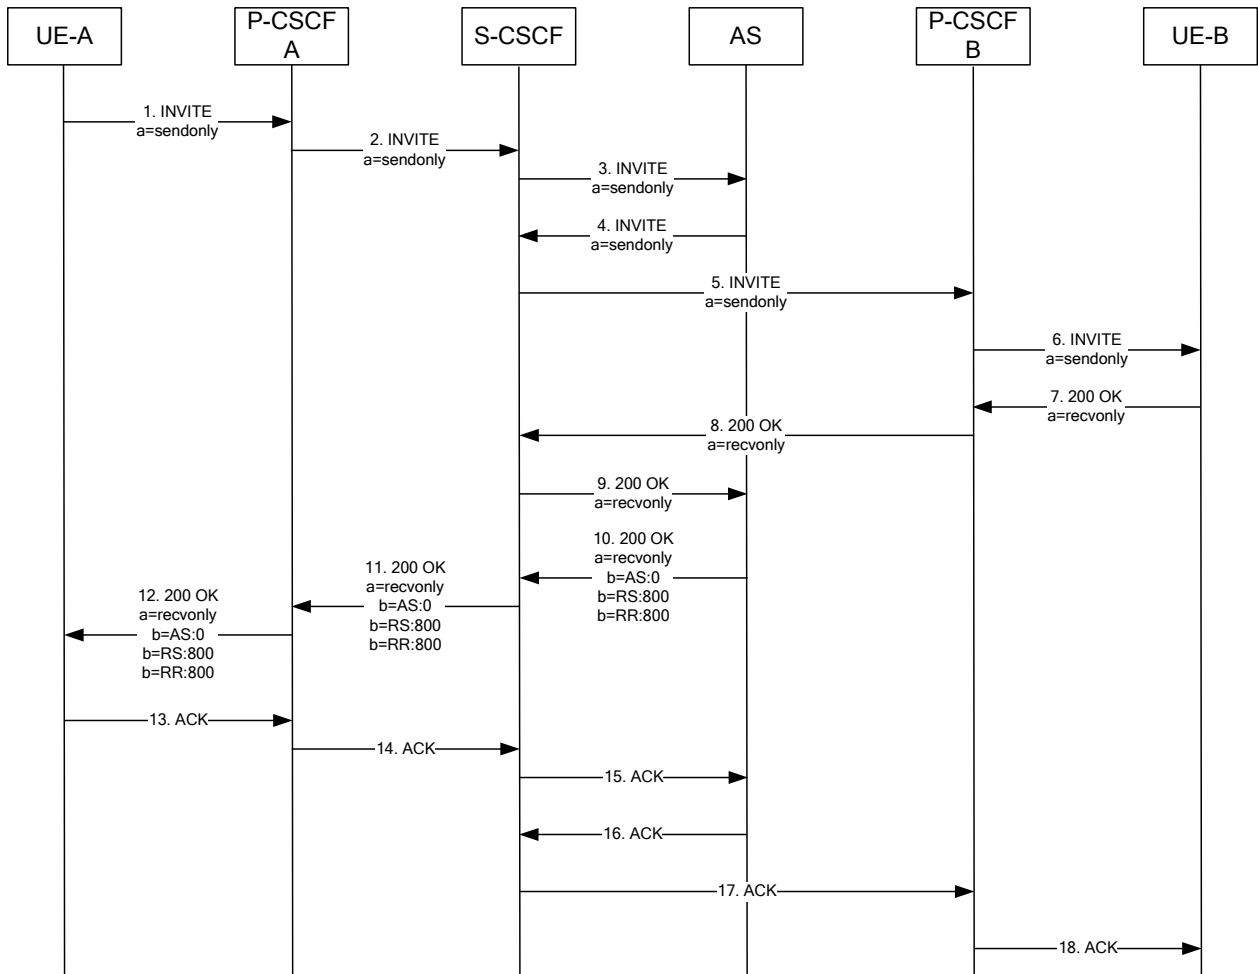 UE-A
P-CSCF
A
S-CSCF
AS
P-CSCF
B
UE-B
1. INVITE
a=sendonly
2. INVITE
a=sendonly
3. INVITE
a=sendonly
4. INVITE
a=sendonly
5. INVITE
a=sendonly
6. INVITE
a=sendonly
7. 200 OK
a=recvonly
8. 200 OK
a=recvonly
9. 200 OK
a=recvonly
10. 200 OK
a=recvonly
b=AS:0
b=RS:800
b=RR:800
11. 200 OK
a=recvonly
b=AS:0
b=RS:800
b=RR:800
12. 200 OK
a=recvonly
b=AS:0
b=RS:800
b=RR:800
13. ACK
14. ACK
15. ACK
16. ACK
17. ACK
18. ACK